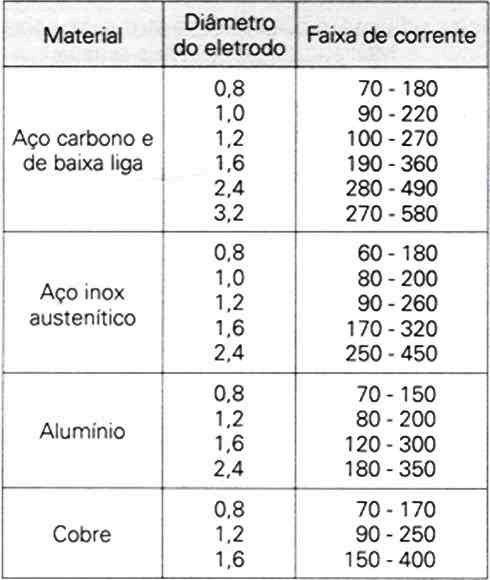 Material Diâmetro do eletrodo Faixa de corrente
Aço carbono e de baixa liga
0,8 70 - 180
1,0 90 - 220
1,2 100 - 270
1,6 190 - 360
2,4 280 - 490
3,2 270 - 580
Aço inox austenítico
0,8 60 - 180
1,0 80 - 200
1,2 90 - 260
1,6 170 - 320
2,4 250 - 450
Alumínio
0,8 70 - 150
1,2 80 - 200
1,6 120 - 300
2,4 180 - 350
Cobre
0,8 70 - 170
1,2 90 - 250
1,6 150 - 400